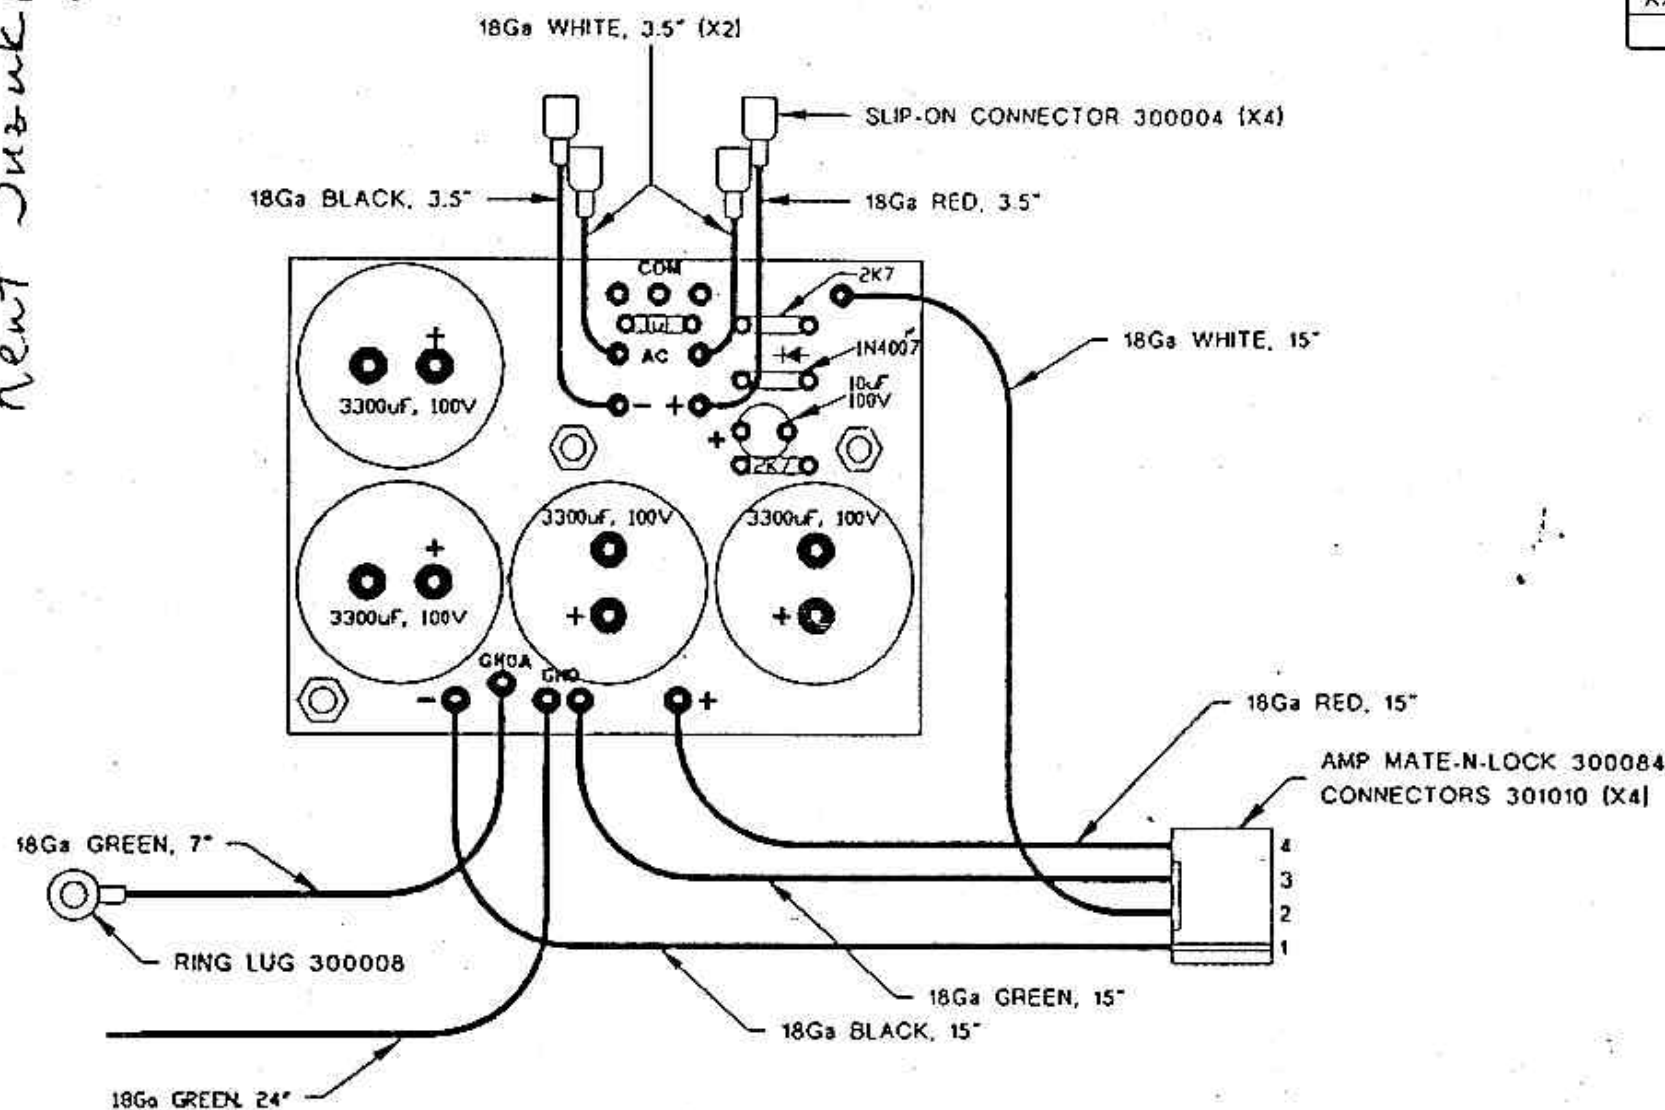 Kent Suzuki
18Ga WHITE, 3.5" (X2)
SLIP-ON CONNECTOR 300004 (X4)
18Ga BLACK, 3.5"
18Ga RED, 3.5"
COM
2K7
1u
AC
1N4007
18Ga WHITE, 15"
10uF
100V
- +
+
3300uF, 100V
+
2K7
3300uF, 100V
3300uF, 100V
+
3300uF, 100V
+
+
GNDA
GND
-
+
18Ga RED, 15"
AMP MATE-N-LOCK 300084
CONNECTORS 301010 (X4)
18Ga GREEN, 7"
4
3
2
1
RING LUG 300008
18Ga GREEN, 15"
18Ga BLACK, 15"
18Ga GREEN, 24"